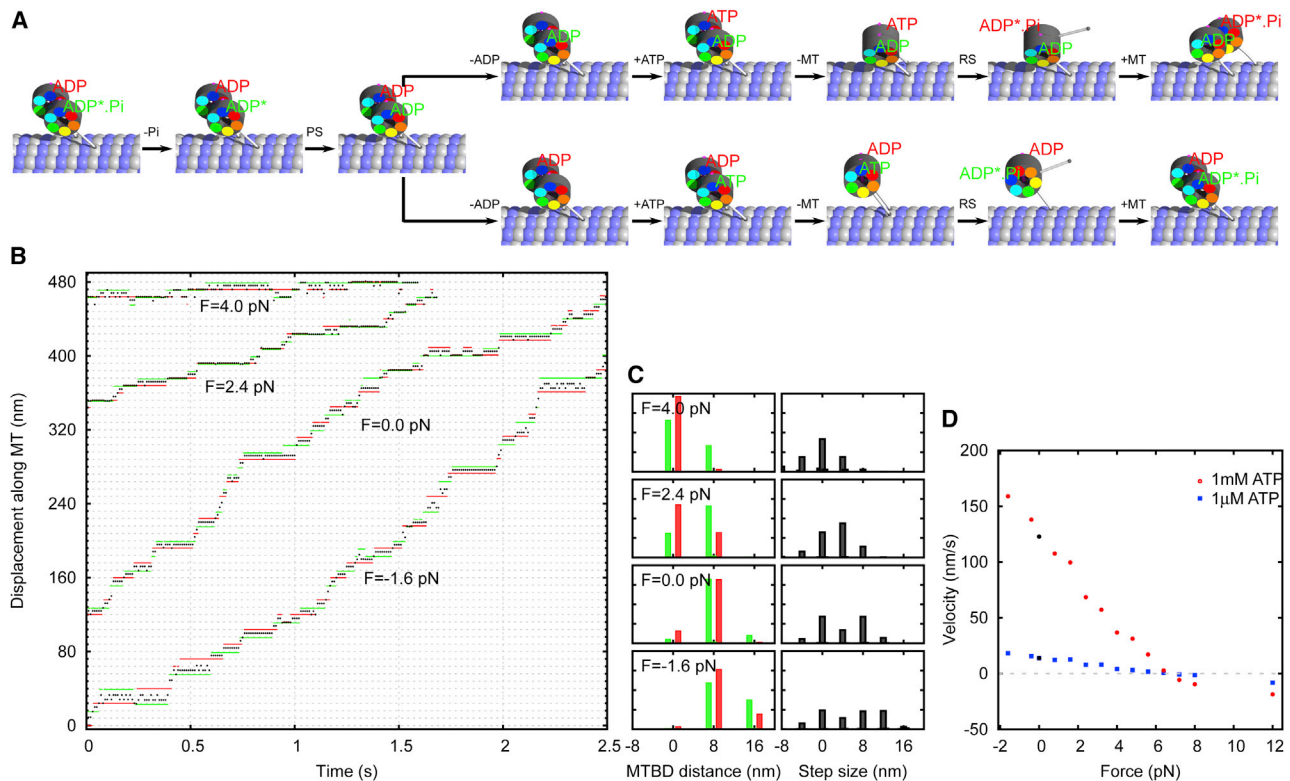 A
ADP
ADP*.Pi
-Pi
ADP
ADP*
PS
ADP
ADP
-ADP
ADP
+ATP
ATP
ADP
-MT
ATP
ADP
RS
ADP*.Pi
ADP
+MT
ADP*.Pi
ADP
-ADP
ADP
+ATP
ADP
ATP
-MT
ADP
ATP
RS
ADP
ADP*.Pi
+MT
ADP
ADP*.Pi
B
Displacement along MT (nm)
480
400
320
240
160
80
0
F=4.0 pN
F=2.4 pN
F=0.0 pN
F=-1.6 pN
0
0.5
1
1.5
2
2.5
Time (s)
C
F=4.0 pN
F=2.4 pN
F=0.0 pN
F=-1.6 pN
-8 0 8 16
-8 0 8 16
MTBD distance (nm)
Step size (nm)
D
Velocity (nm/s)
200
150
100
50
0
-50
1mM ATP
1μM ATP
-2 0 2 4 6 8 10 12
Force (pN)